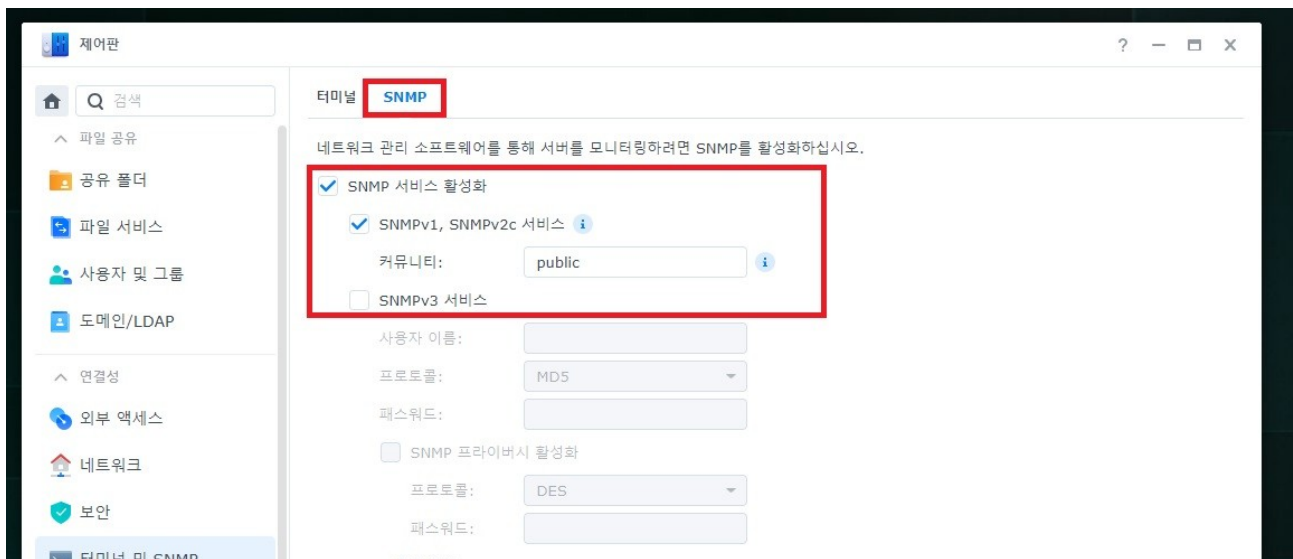 제어판
검색
파일 공유
공유 폴더
파일 서비스
사용자 및 그룹
도메인/LDAP
연결성
외부 액세스
네트워크
보안
터미널 및 SNMP
터미널 SNMP
네트워크 관리 소프트웨어를 통해 서버를 모니터링하려면 SNMP를 활성화하십시오.
SNMP 서비스 활성화
SNMPv1, SNMPv2c 서비스
커뮤니티: public
SNMPv3 서비스
사용자 이름:
프로토콜: MD5
패스워드:
SNMP 프라이버시 활성화
프로토콜: DES
패스워드: